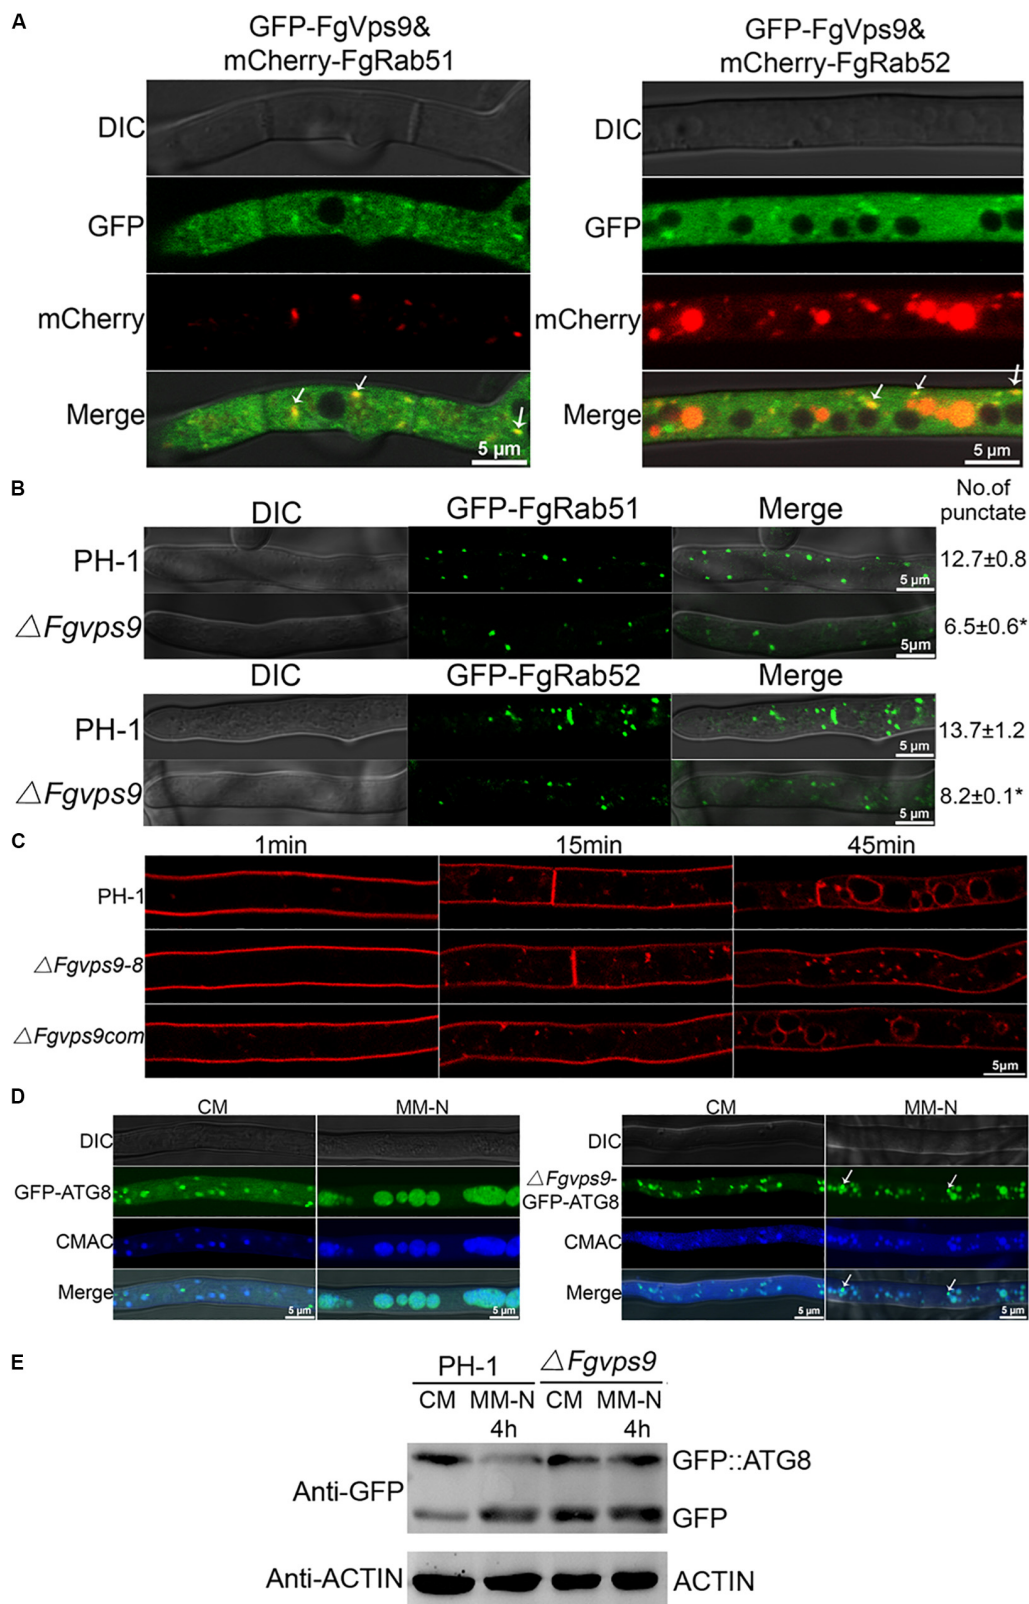 A
GFP-FgVps9&
mCherry-FgRab51
GFP-FgVps9&
mCherry-FgRab52
DIC
GFP
mCherry
Merge
5 µm
DIC
GFP
mCherry
Merge
5 µm
B
DIC
GFP-FgRab51
Merge
No.of
punctate
PH-1
5 µm
12.7±0.8
△Fgvps9
5µm
6.5±0.6*
DIC
GFP-FgRab52
Merge
PH-1
5 µm
13.7±1.2
△Fgvps9
5 µm
8.2±0.1*
C
1min
15min
45min
PH-1
△Fgvps9-8
△Fgvps9com
5µm
D
CM
MM-N
DIC
GFP-ATG8
CMAC
Merge
5 µm
5 µm
CM
MM-N
DIC
△Fgvps9-
GFP-ATG8
CMAC
Merge
5 µm
5 µm
E
PH-1
△Fgvps9
CM
MM-N
CM
MM-N
4h
4h
Anti-GFP
GFP::ATG8
GFP
Anti-ACTIN
ACTIN